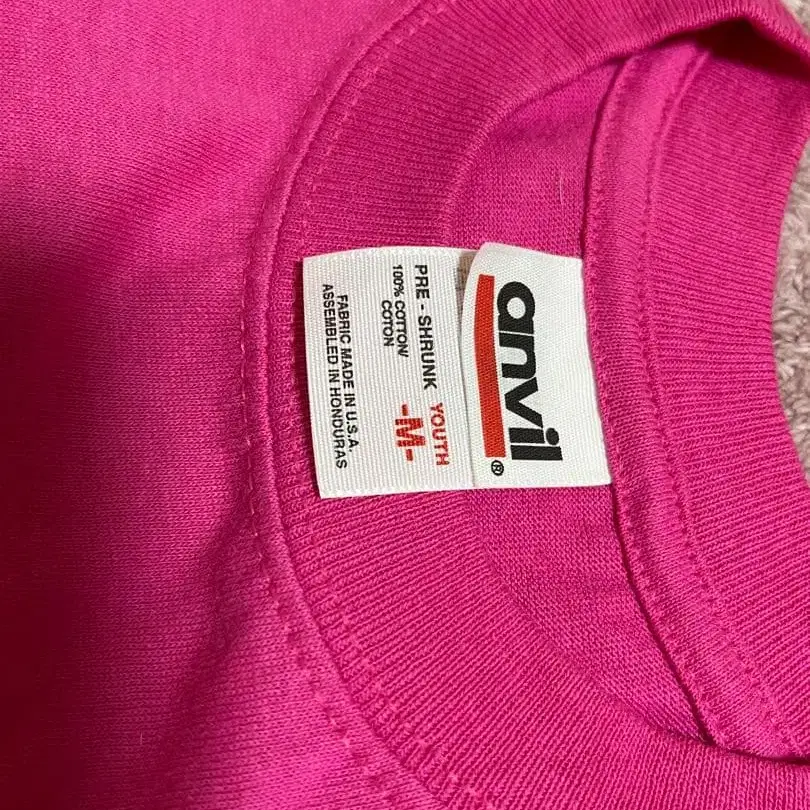 anvil®
PRE - SHRUNK YOUTH
100% COTTON/
COTON
-M-
FABRIC MADE IN U.S.A.
ASSEMBLED IN HONDURAS